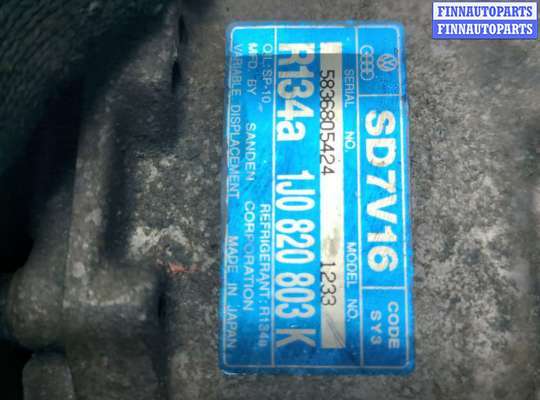 FINNAUTOPARTS
FINNAUTOPARTS
SD7V16
CODE
SY3
SERIAL NO.
MODEL NO.
5836805424
1233
R134a 1J0 820 803 K
OIL:SP-10
REFRIGERANT:R134a
MFD. BY SANDEN CORPORATION
VARIABLE DISPLACEMENT
MADE IN JAPAN